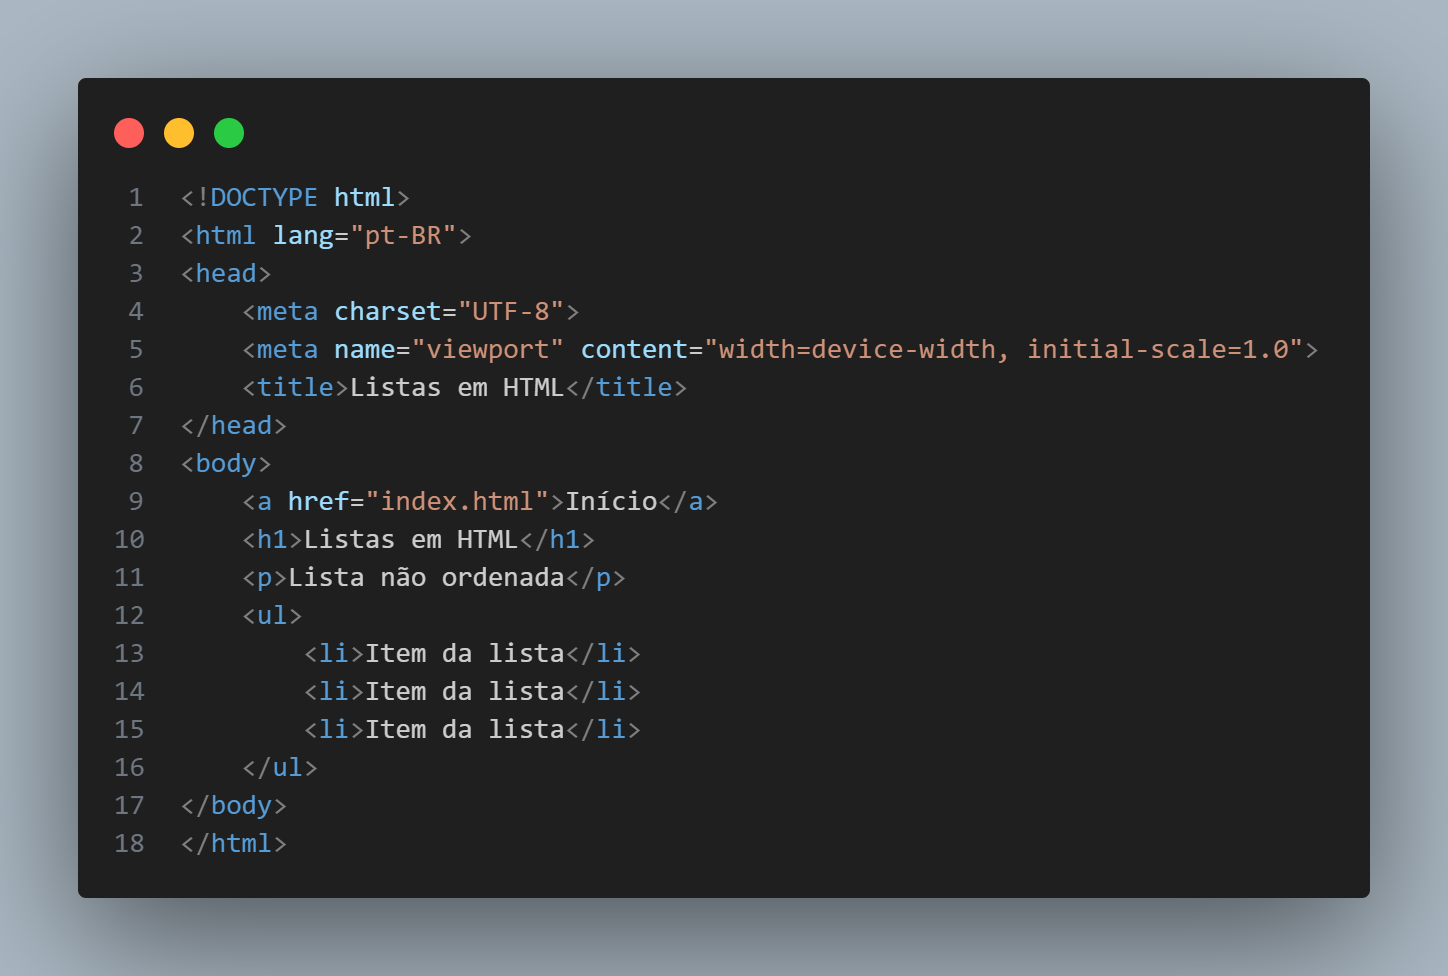 1 <!DOCTYPE html>
2 <html lang="pt-BR">
3 <head>
4     <meta charset="UTF-8">
5     <meta name="viewport" content="width=device-width, initial-scale=1.0">
6     <title>Listas em HTML</title>
7 </head>
8 <body>
9     <a href="index.html">Início</a>
10     <h1>Listas em HTML</h1>
11     <p>Lista não ordenada</p>
12     <ul>
13         <li>Item da lista</li>
14         <li>Item da lista</li>
15         <li>Item da lista</li>
16     </ul>
17 </body>
18 </html>